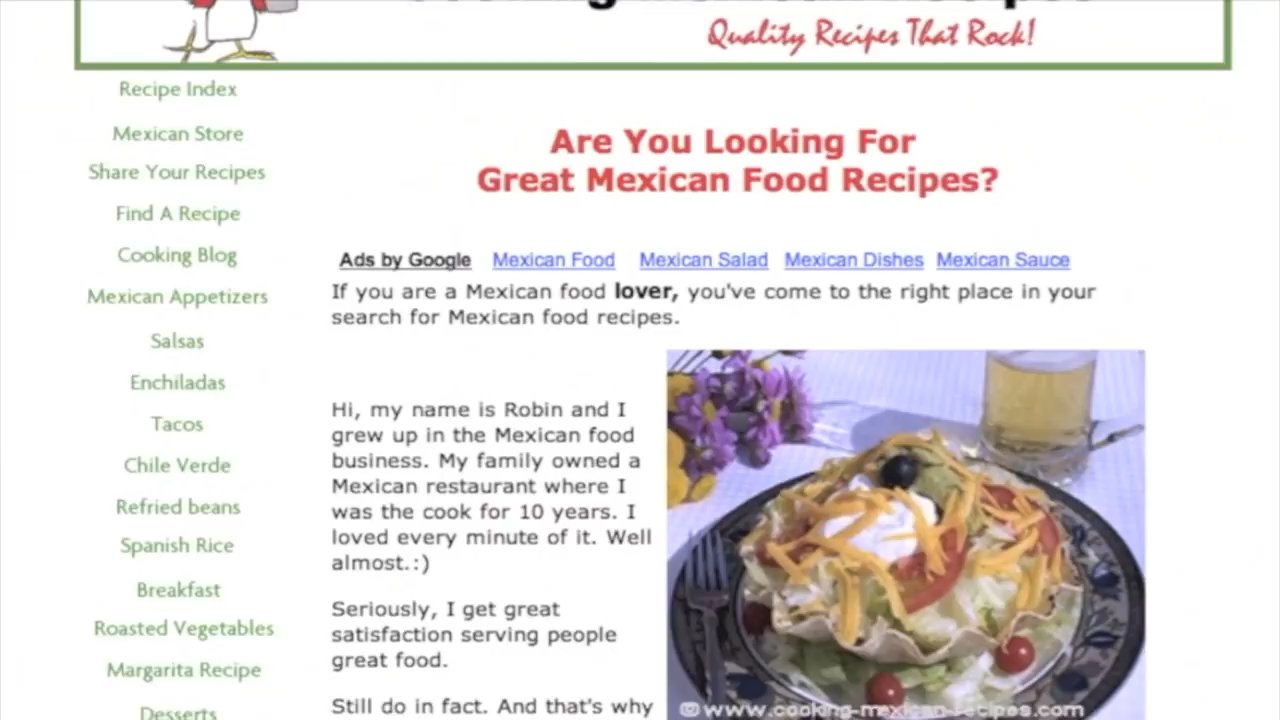 Quality Recipes That Rock!
Recipe Index
Mexican Store
Share Your Recipes
Find A Recipe
Cooking Blog
Mexican Appetizers
Salsas
Enchiladas
Tacos
Chile Verde
Refried beans
Spanish Rice
Breakfast
Roasted Vegetables
Margarita Recipe
Desserts
Are You Looking For
Great Mexican Food Recipes?
Ads by Google Mexican Food Mexican Salad Mexican Dishes Mexican Sauce
If you are a Mexican food lover, you've come to the right place in your
search for Mexican food recipes.
Hi, my name is Robin and I
grew up in the Mexican food
business. My family owned a
Mexican restaurant where I
was the cook for 10 years. I
loved every minute of it. Well
almost.:)
Seriously, I get great
satisfaction serving people
great food.
Still do in fact. And that's why
©www.cooking-mexican-recipes.com